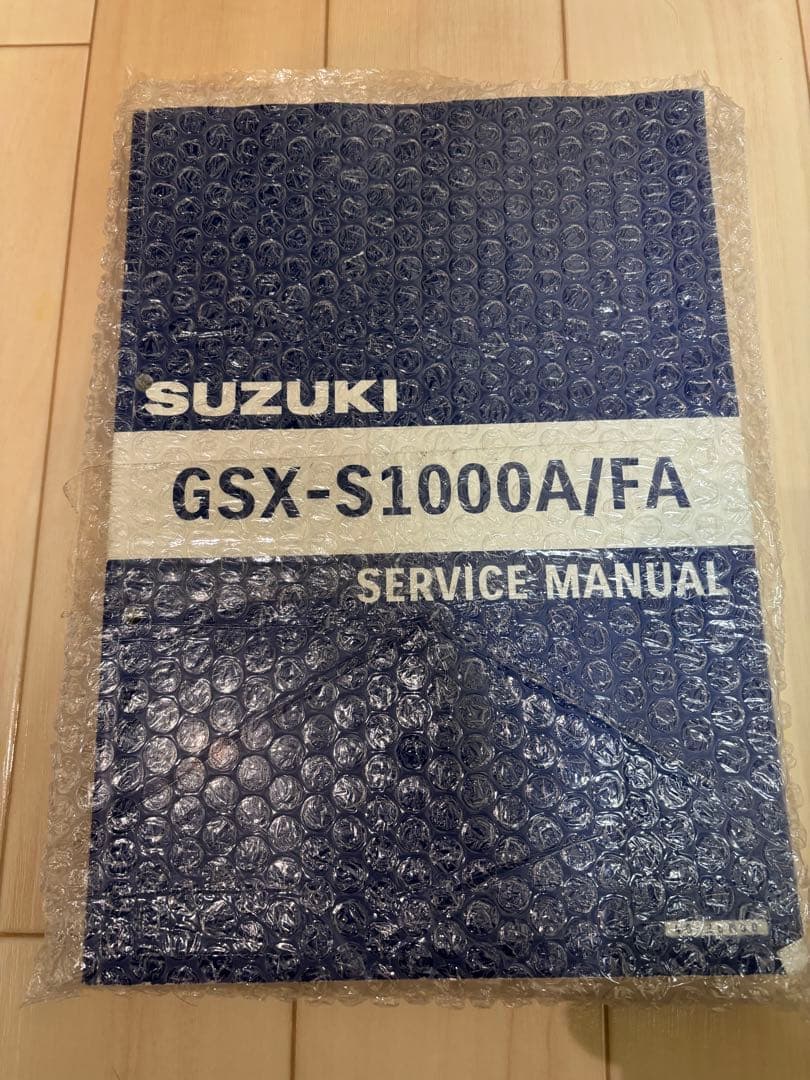 SUZUKI
GSX-S1000A/FA
SERVICE MANUAL